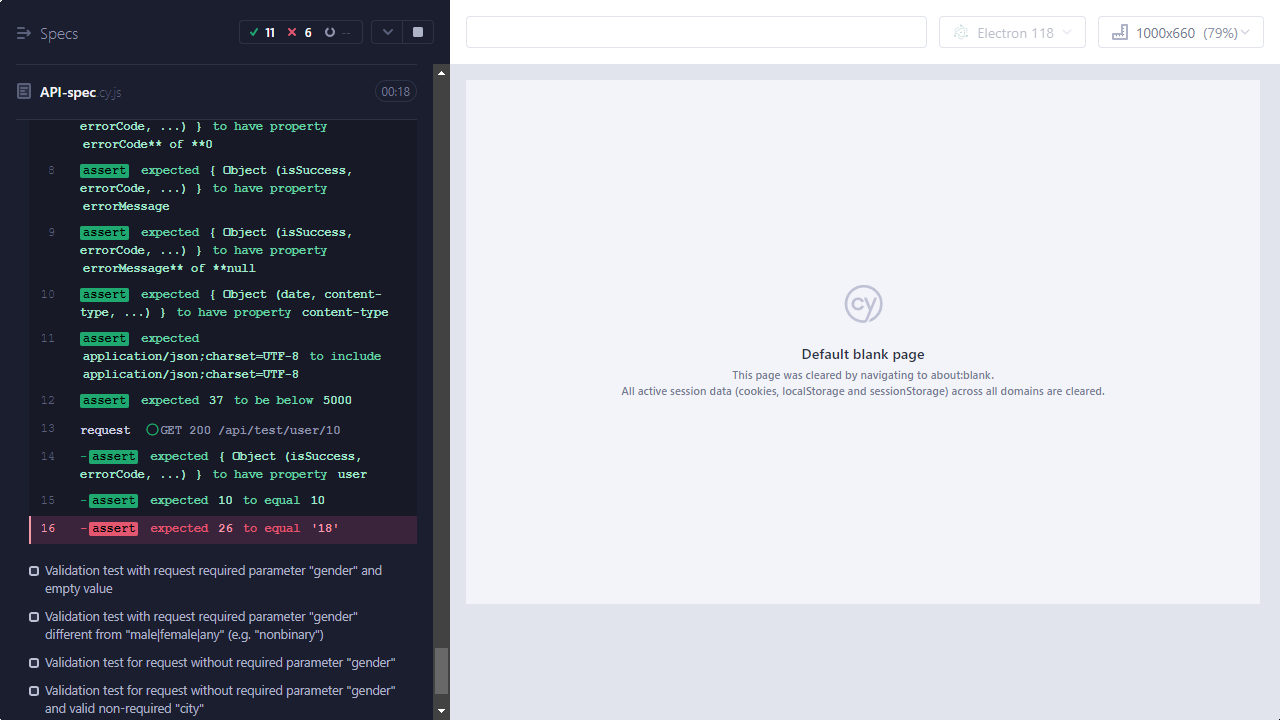 Specs
11 6 --
Electron 118
1000x660 (79%)
API-spec.cy.js
00:18
errorCode, ...) } to have property
errorCode** of **0
8 assert expected { Object (isSuccess,
errorCode, ...) } to have property
errorMessage
9 assert expected { Object (isSuccess,
errorCode, ...) } to have property
errorMessage** of **null
10 assert expected { Object (date, content-
type, ...) } to have property content-type
11 assert expected
application/json;charset=UTF-8 to include
application/json;charset=UTF-8
12 assert expected 37 to be below 5000
13 request GET 200 /api/test/user/10
14 -assert expected { Object (isSuccess,
errorCode, ...) } to have property user
15 -assert expected 10 to equal 10
16 -assert expected 26 to equal '18'
Validation test with request required parameter "gender" and
empty value
Validation test with request required parameter "gender"
different from "male|female|any" (e.g. "nonbinary")
Validation test for request without required parameter "gender"
Validation test for request without required parameter "gender"
and valid non-required "city"
cy
Default blank page
This page was cleared by navigating to about:blank.
All active session data (cookies, localStorage and sessionStorage) across all domains are cleared.